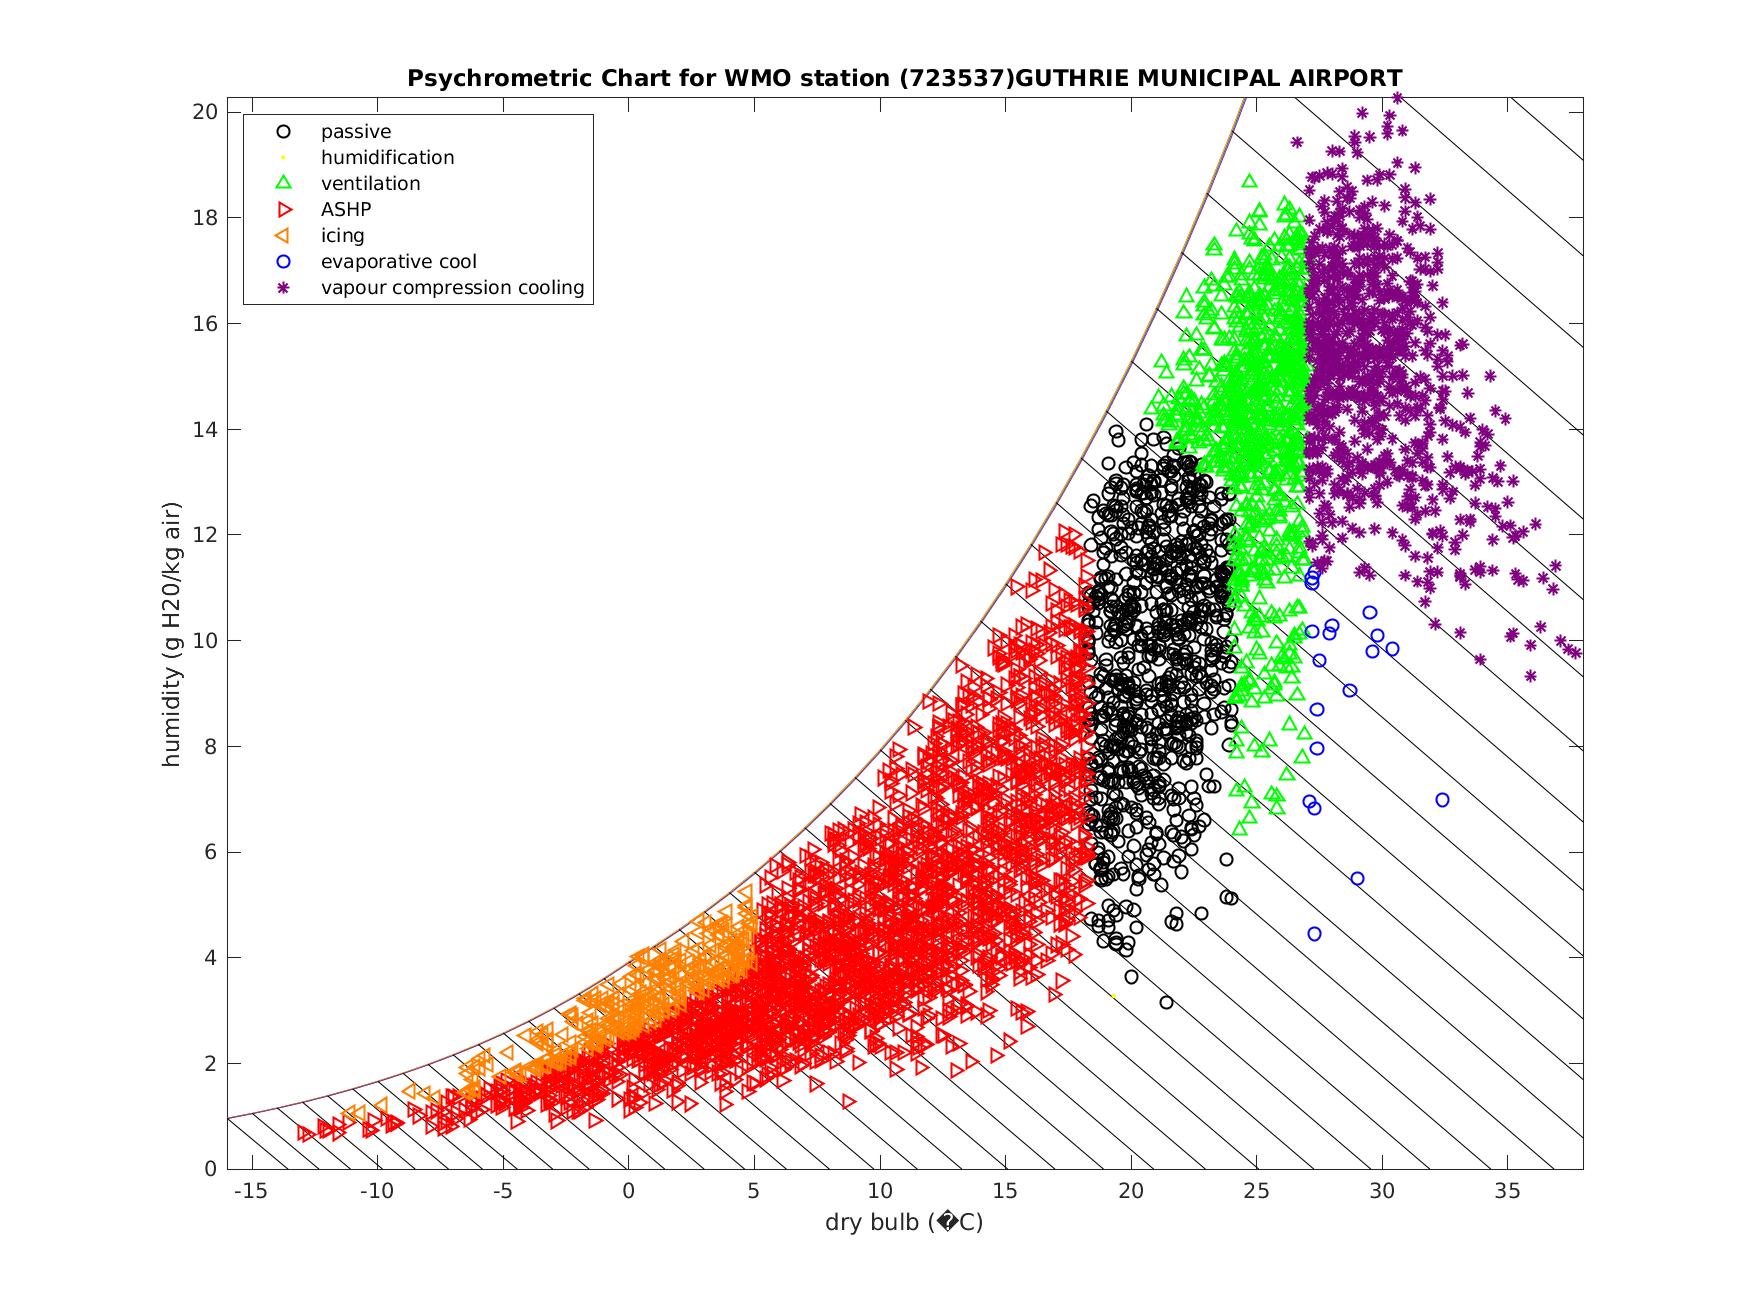 Psychrometric Chart for WMO station (723537)GUTHRIE MUNICIPAL AIRPORT
passive
humidification
ventilation
ASHP
icing
evaporative cool
vapour compression cooling
humidity (g H20/kg air)
20
18
16
14
12
10
8
6
4
2
0
-15 -10 -5 0 5 10 15 20 25 30 35
dry bulb (�C)